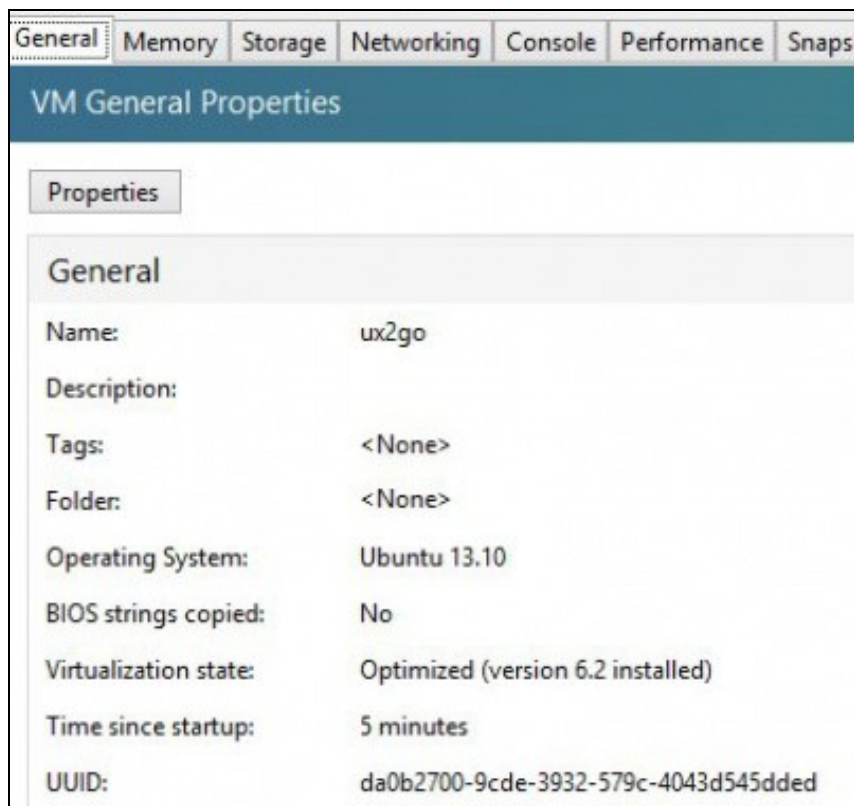 General Memory Storage Networking Console Performance Snaps
VM General Properties
Properties
General
Name: ux2go
Description:
Tags: <None>
Folder: <None>
Operating System: Ubuntu 13.10
BIOS strings copied: No
Virtualization state: Optimized (version 6.2 installed)
Time since startup: 5 minutes
UUID: da0b2700-9cde-3932-579c-4043d545dded